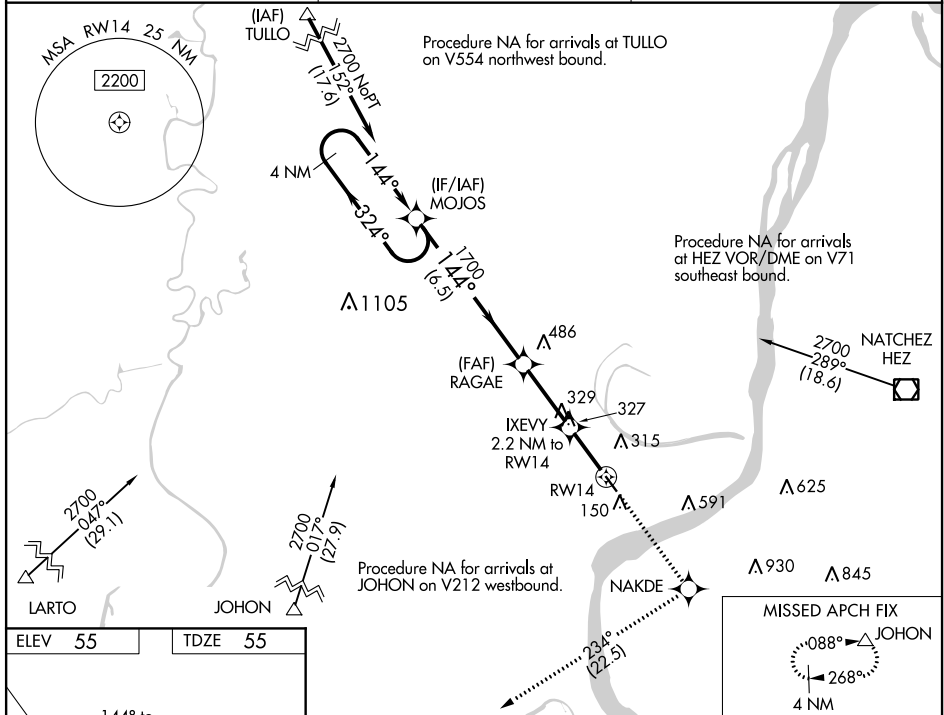 MSA RW14 25 NM
2200
(IAF)
TULLO
2700 NoPT
152°
(17.6)
Procedure NA for arrivals at TULLO
on V554 northwest bound.
4 NM
144°
324°
(IF/IAF)
MOJOS
1700
144°
(6.5)
Procedure NA for arrivals
at HEZ VOR/DME on V71
southeast bound.
1105
486
(FAF)
RAGAE
2700
289°
(18.6)
NATCHEZ
HEZ
329
327
IXEVY
2.2 NM to
RW14
315
RW14
150
591
625
2700
047°
(29.1)
LARTO
2700
017°
(27.9)
JOHON
Procedure NA for arrivals at
JOHON on V212 westbound.
NAKDE
930
845
234°
(22.5)
MISSED APCH FIX
JOHON
088°
268°
4 NM
ELEV 55
TDZE 55
144° to